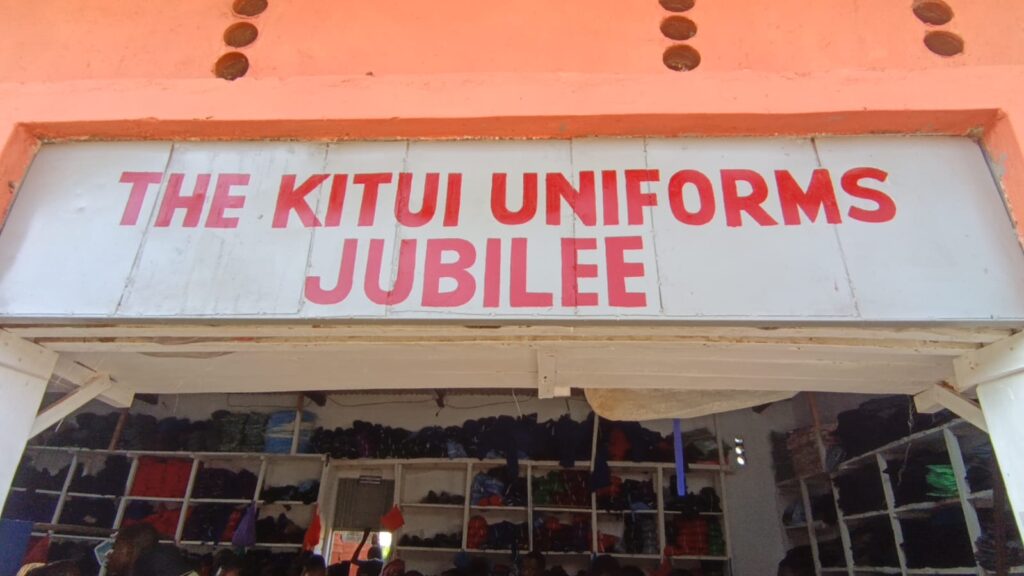 THE KITUI UNIFORMS
JUBILEE